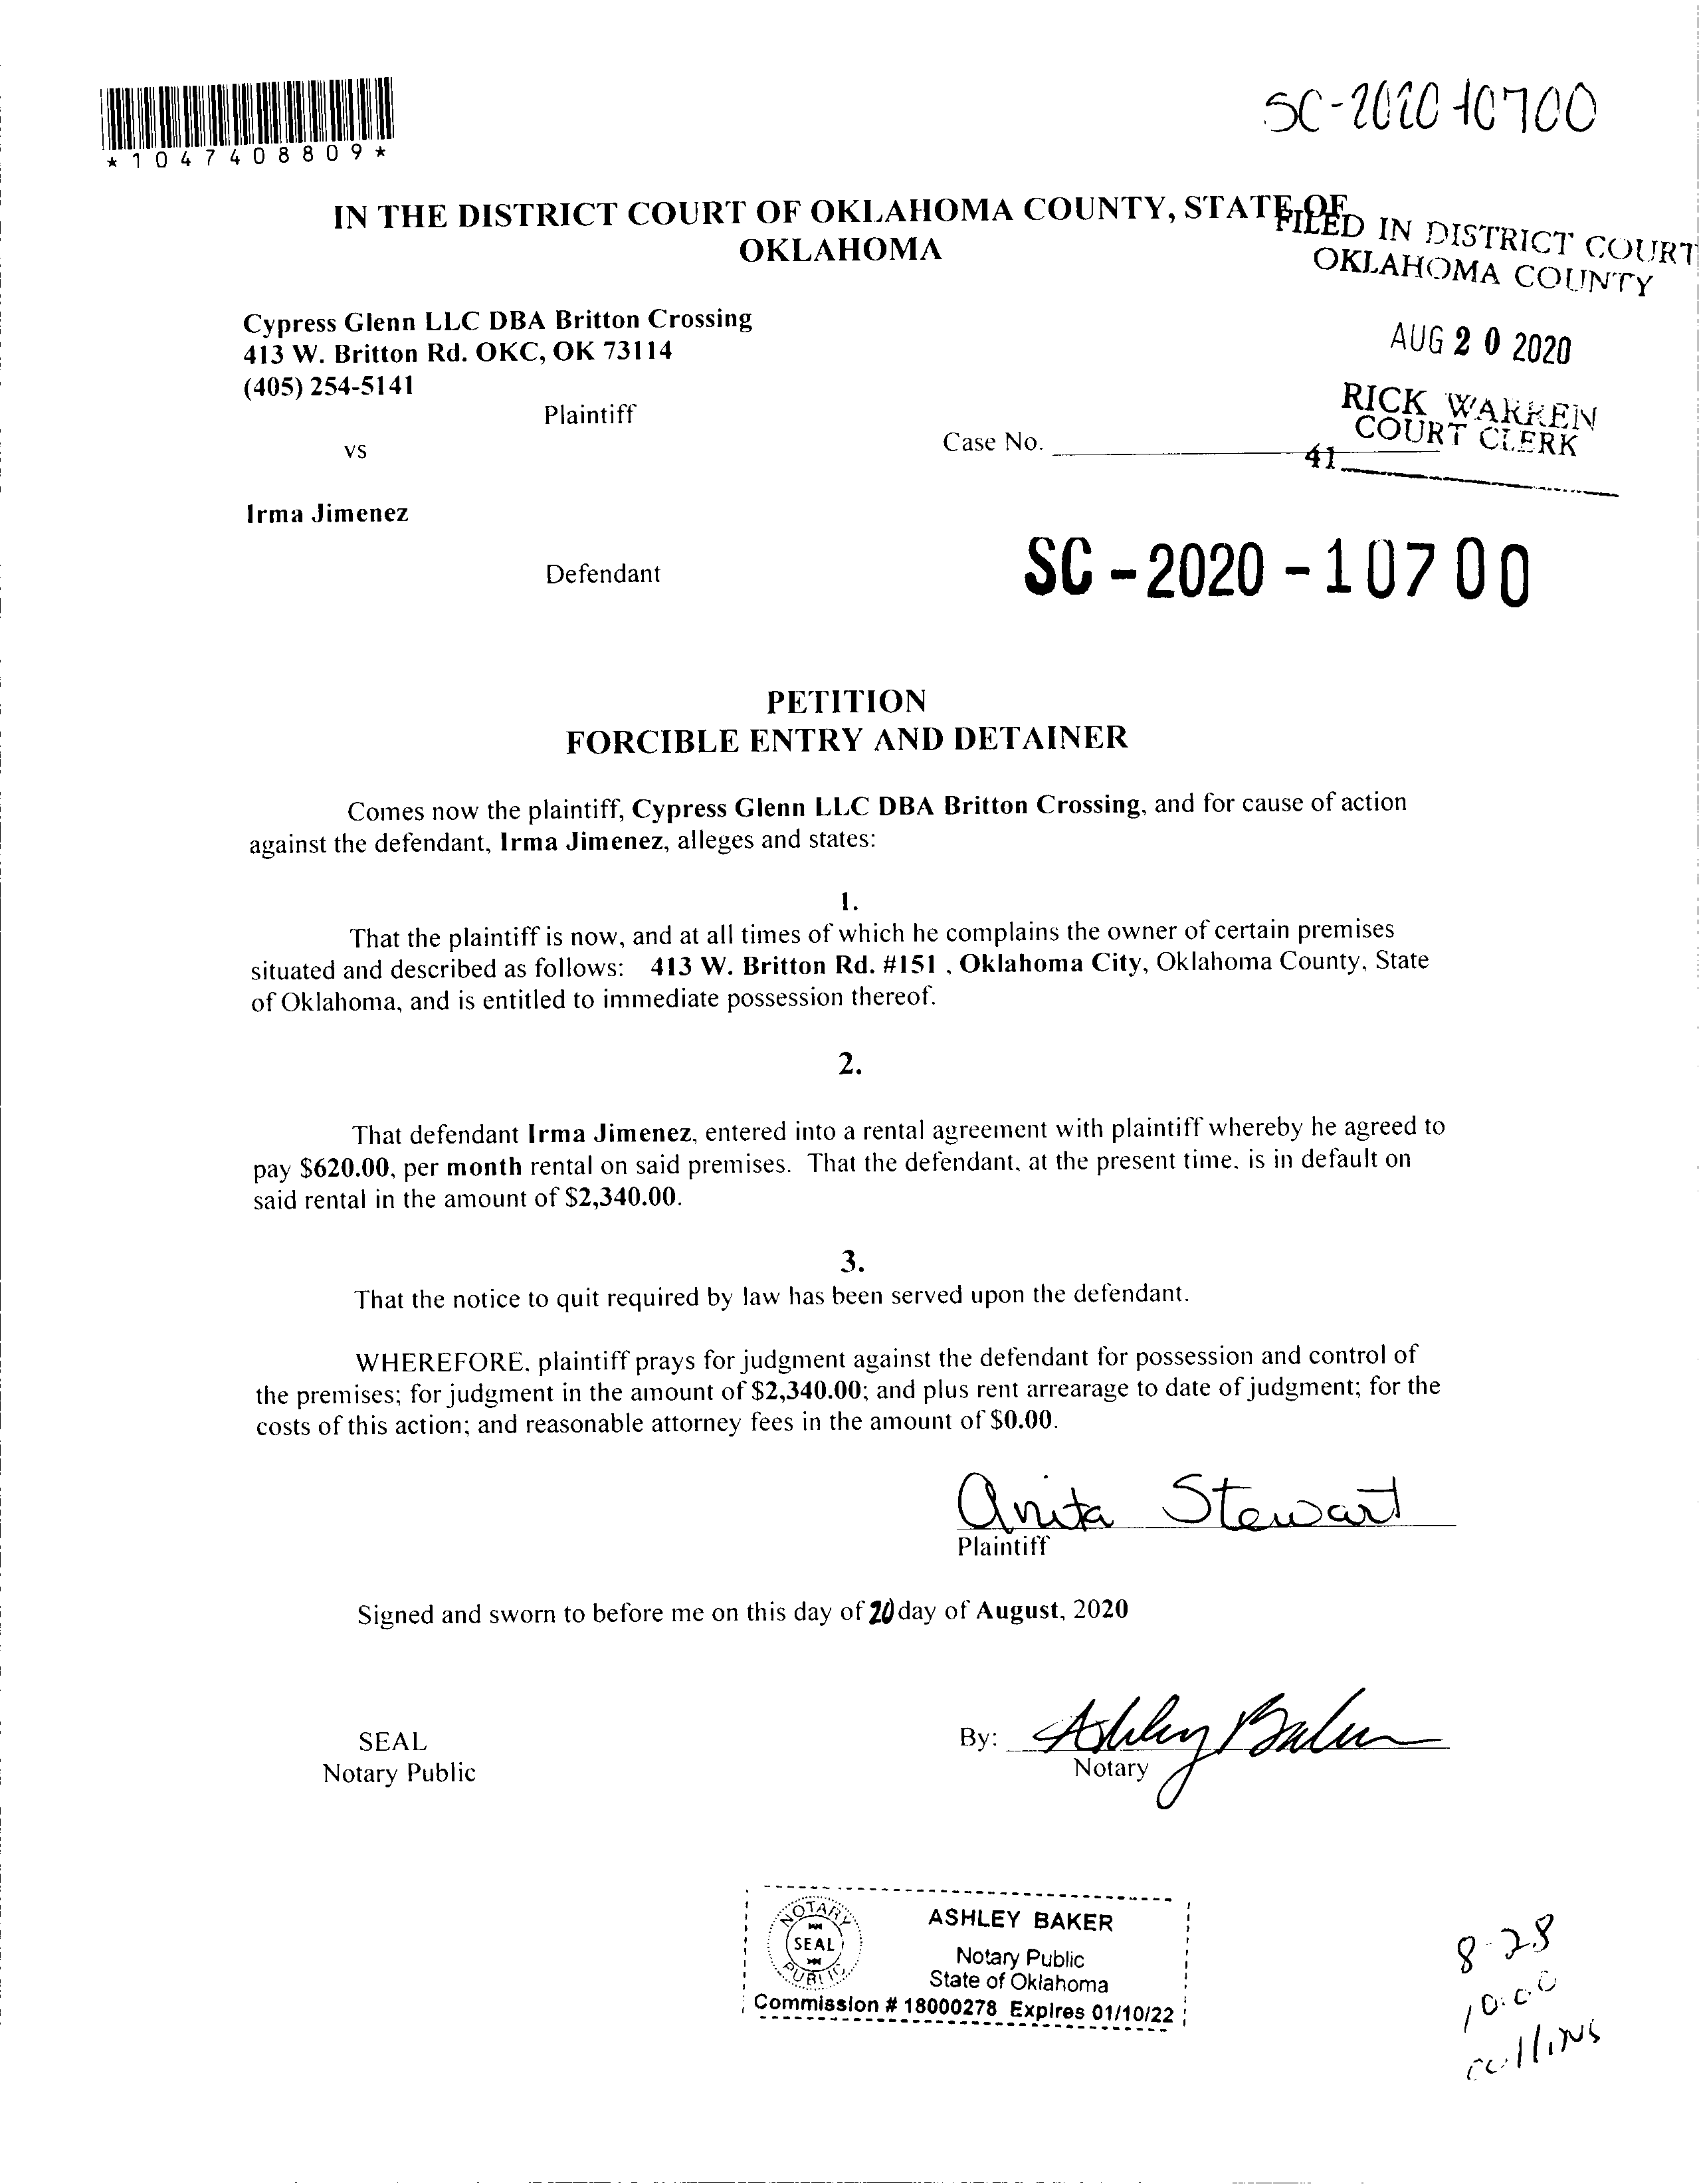 *1047408809*
SC-2020 10700
IN THE DISTRICT COURT OF OKLAHOMA COUNTY, STATE OF
OKLAHOMA
FILED IN DISTRICT COURT
OKLAHOMA COUNTY
Cypress Glenn LLC DBA Britton Crossing
413 W. Britton Rd. OKC, OK 73114
(405) 254-5141
AUG 20 2020
Plaintiff
RICK WARREN
COURT CLERK
vs
Case No.
41
Irma Jimenez
Defendant
SC-2020-10700
PETITION
FORCIBLE ENTRY AND DETAINER
Comes now the plaintiff, Cypress Glenn LLC DBA Britton Crossing, and for cause of action
against the defendant, Irma Jimenez, alleges and states:
1.
That the plaintiff is now, and at all times of which he complains the owner of certain premises
situated and described as follows: 413 W. Britton Rd. #151 , Oklahoma City, Oklahoma County, State
of Oklahoma, and is entitled to immediate possession thereof.
2.
That defendant Irma Jimenez, entered into a rental agreement with plaintiff whereby he agreed to
pay $620.00, per month rental on said premises. That the defendant, at the present time, is in default on
said rental in the amount of $2,340.00.
3.
That the notice to quit required by law has been served upon the defendant.
WHEREFORE, plaintiff prays for judgment against the defendant for possession and control of
the premises; for judgment in the amount of $2,340.00; and plus rent arrearage to date of judgment; for the
costs of this action; and reasonable attorney fees in the amount of $0.00.
Anita Stewart
Plaintiff
Signed and sworn to before me on this day of 20 day of August, 2020
SEAL
Notary Public
By: Ashley Baker
Notary
NOTARY
SEAL
PUBLIC
ASHLEY BAKER
Notary Public
State of Oklahoma
Commission # 18000278 Expires 01/10/22
8-28
10:00
collins